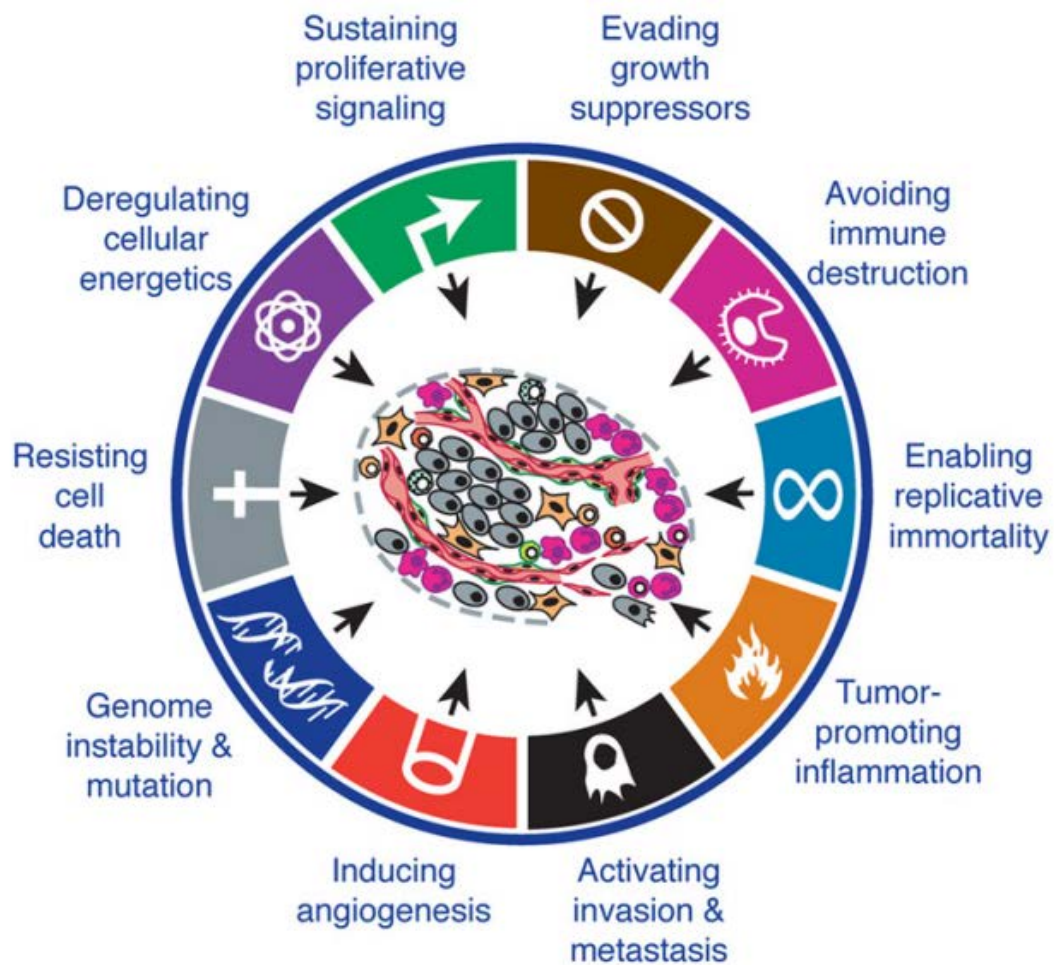 Sustaining
proliferative
signaling
Evading
growth
suppressors
Avoiding
immune
destruction
Enabling
replicative
immortality
Tumor-
promoting
inflammation
Activating
invasion &
metastasis
Inducing
angiogenesis
Genome
instability &
mutation
Resisting
cell
death
Deregulating
cellular
energetics